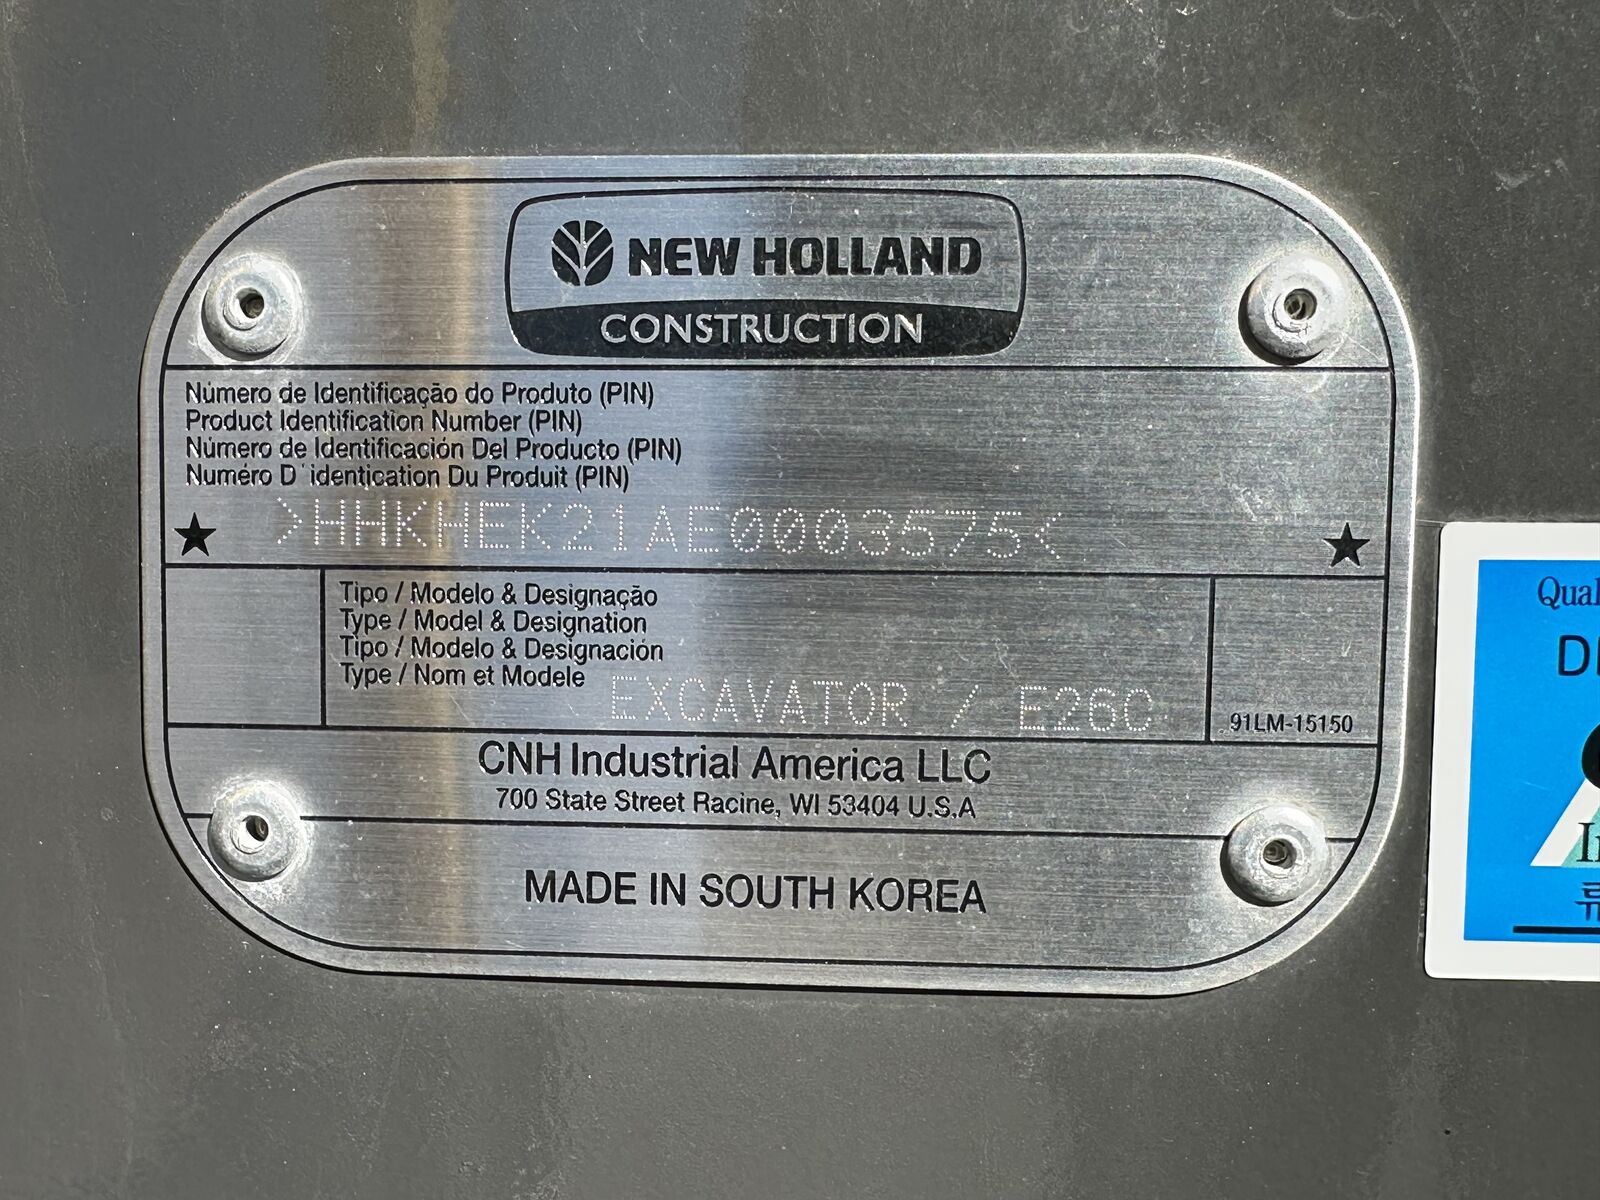 NEW HOLLAND
CONSTRUCTION
Número de Identificação do Produto (PIN)
Product Identification Number (PIN)
Número de Identificación Del Producto (PIN)
Numéro D'identication Du Produit (PIN)
>HHKHEK21AE0003575<
Tipo / Modelo & Designação
Type / Model & Designation
Tipo / Modelo & Designación
Type / Nom et Modele
EXCAVATOR / E26C
91LM-15150
CNH Industrial America LLC
700 State Street Racine, WI 53404 U.S.A
MADE IN SOUTH KOREA
Qual